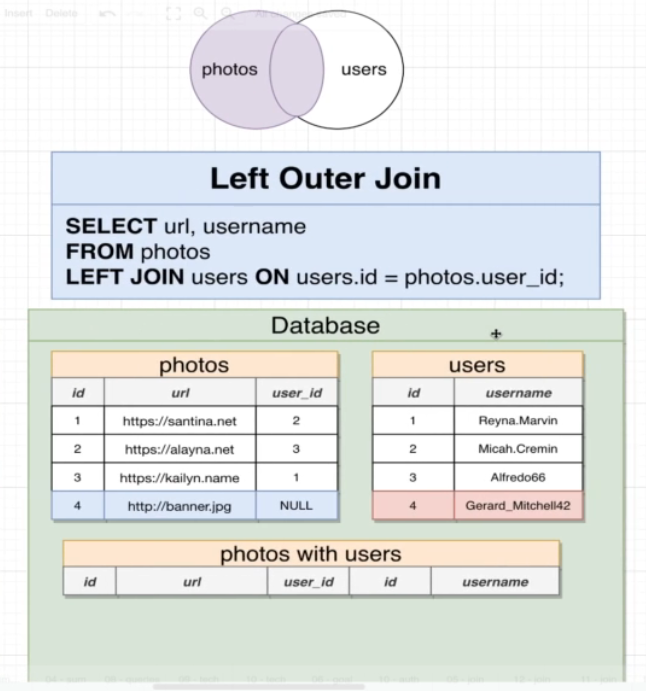 Insert Delete
photos users
Left Outer Join
SELECT url, username
FROM photos
LEFT JOIN users ON users.id = photos.user_id;
Database
photos
id url user_id
1 https://santina.net 2
2 https://alayna.net 3
3 https://kailyn.name 1
4 http://banner.jpg NULL
users
id username
1 Reyna.Marvin
2 Micah.Cremin
3 Alfredo66
4 Gerard_Mitchell42
photos with users
id url user_id id username